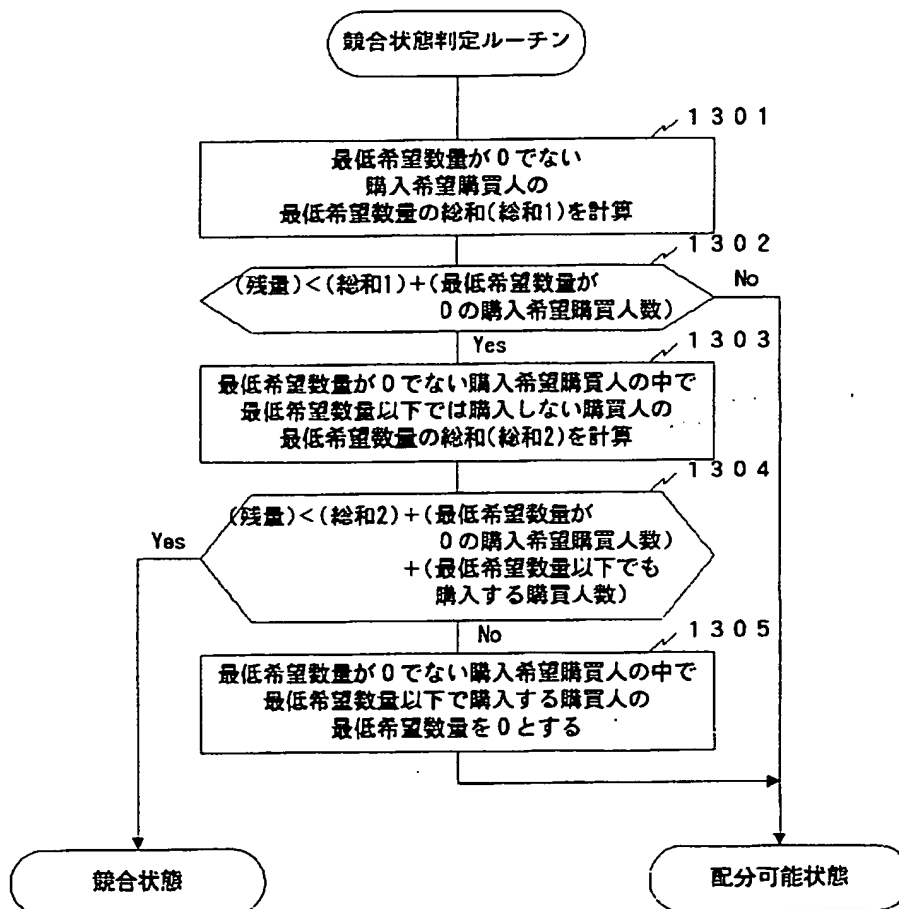 競合状態判定ルーチン
1301
最低希望数量が0でない
購入希望購買人の
最低希望数量の総和(総和1)を計算
1302
(残量)<(総和1)+(最低希望数量が
0の購入希望購買人数)
No
Yes
1303
最低希望数量が0でない購入希望購買人の中で
最低希望数量以下では購入しない購買人の
最低希望数量の総和(総和2)を計算
1304
(残量)<(総和2)+(最低希望数量が
0の購入希望購買人数)
+(最低希望数量以下でも
購入する購買人数)
Yes
No
1305
最低希望数量が0でない購入希望購買人の中で
最低希望数量以下で購入する購買人の
最低希望数量を0とする
競合状態
配分可能状態